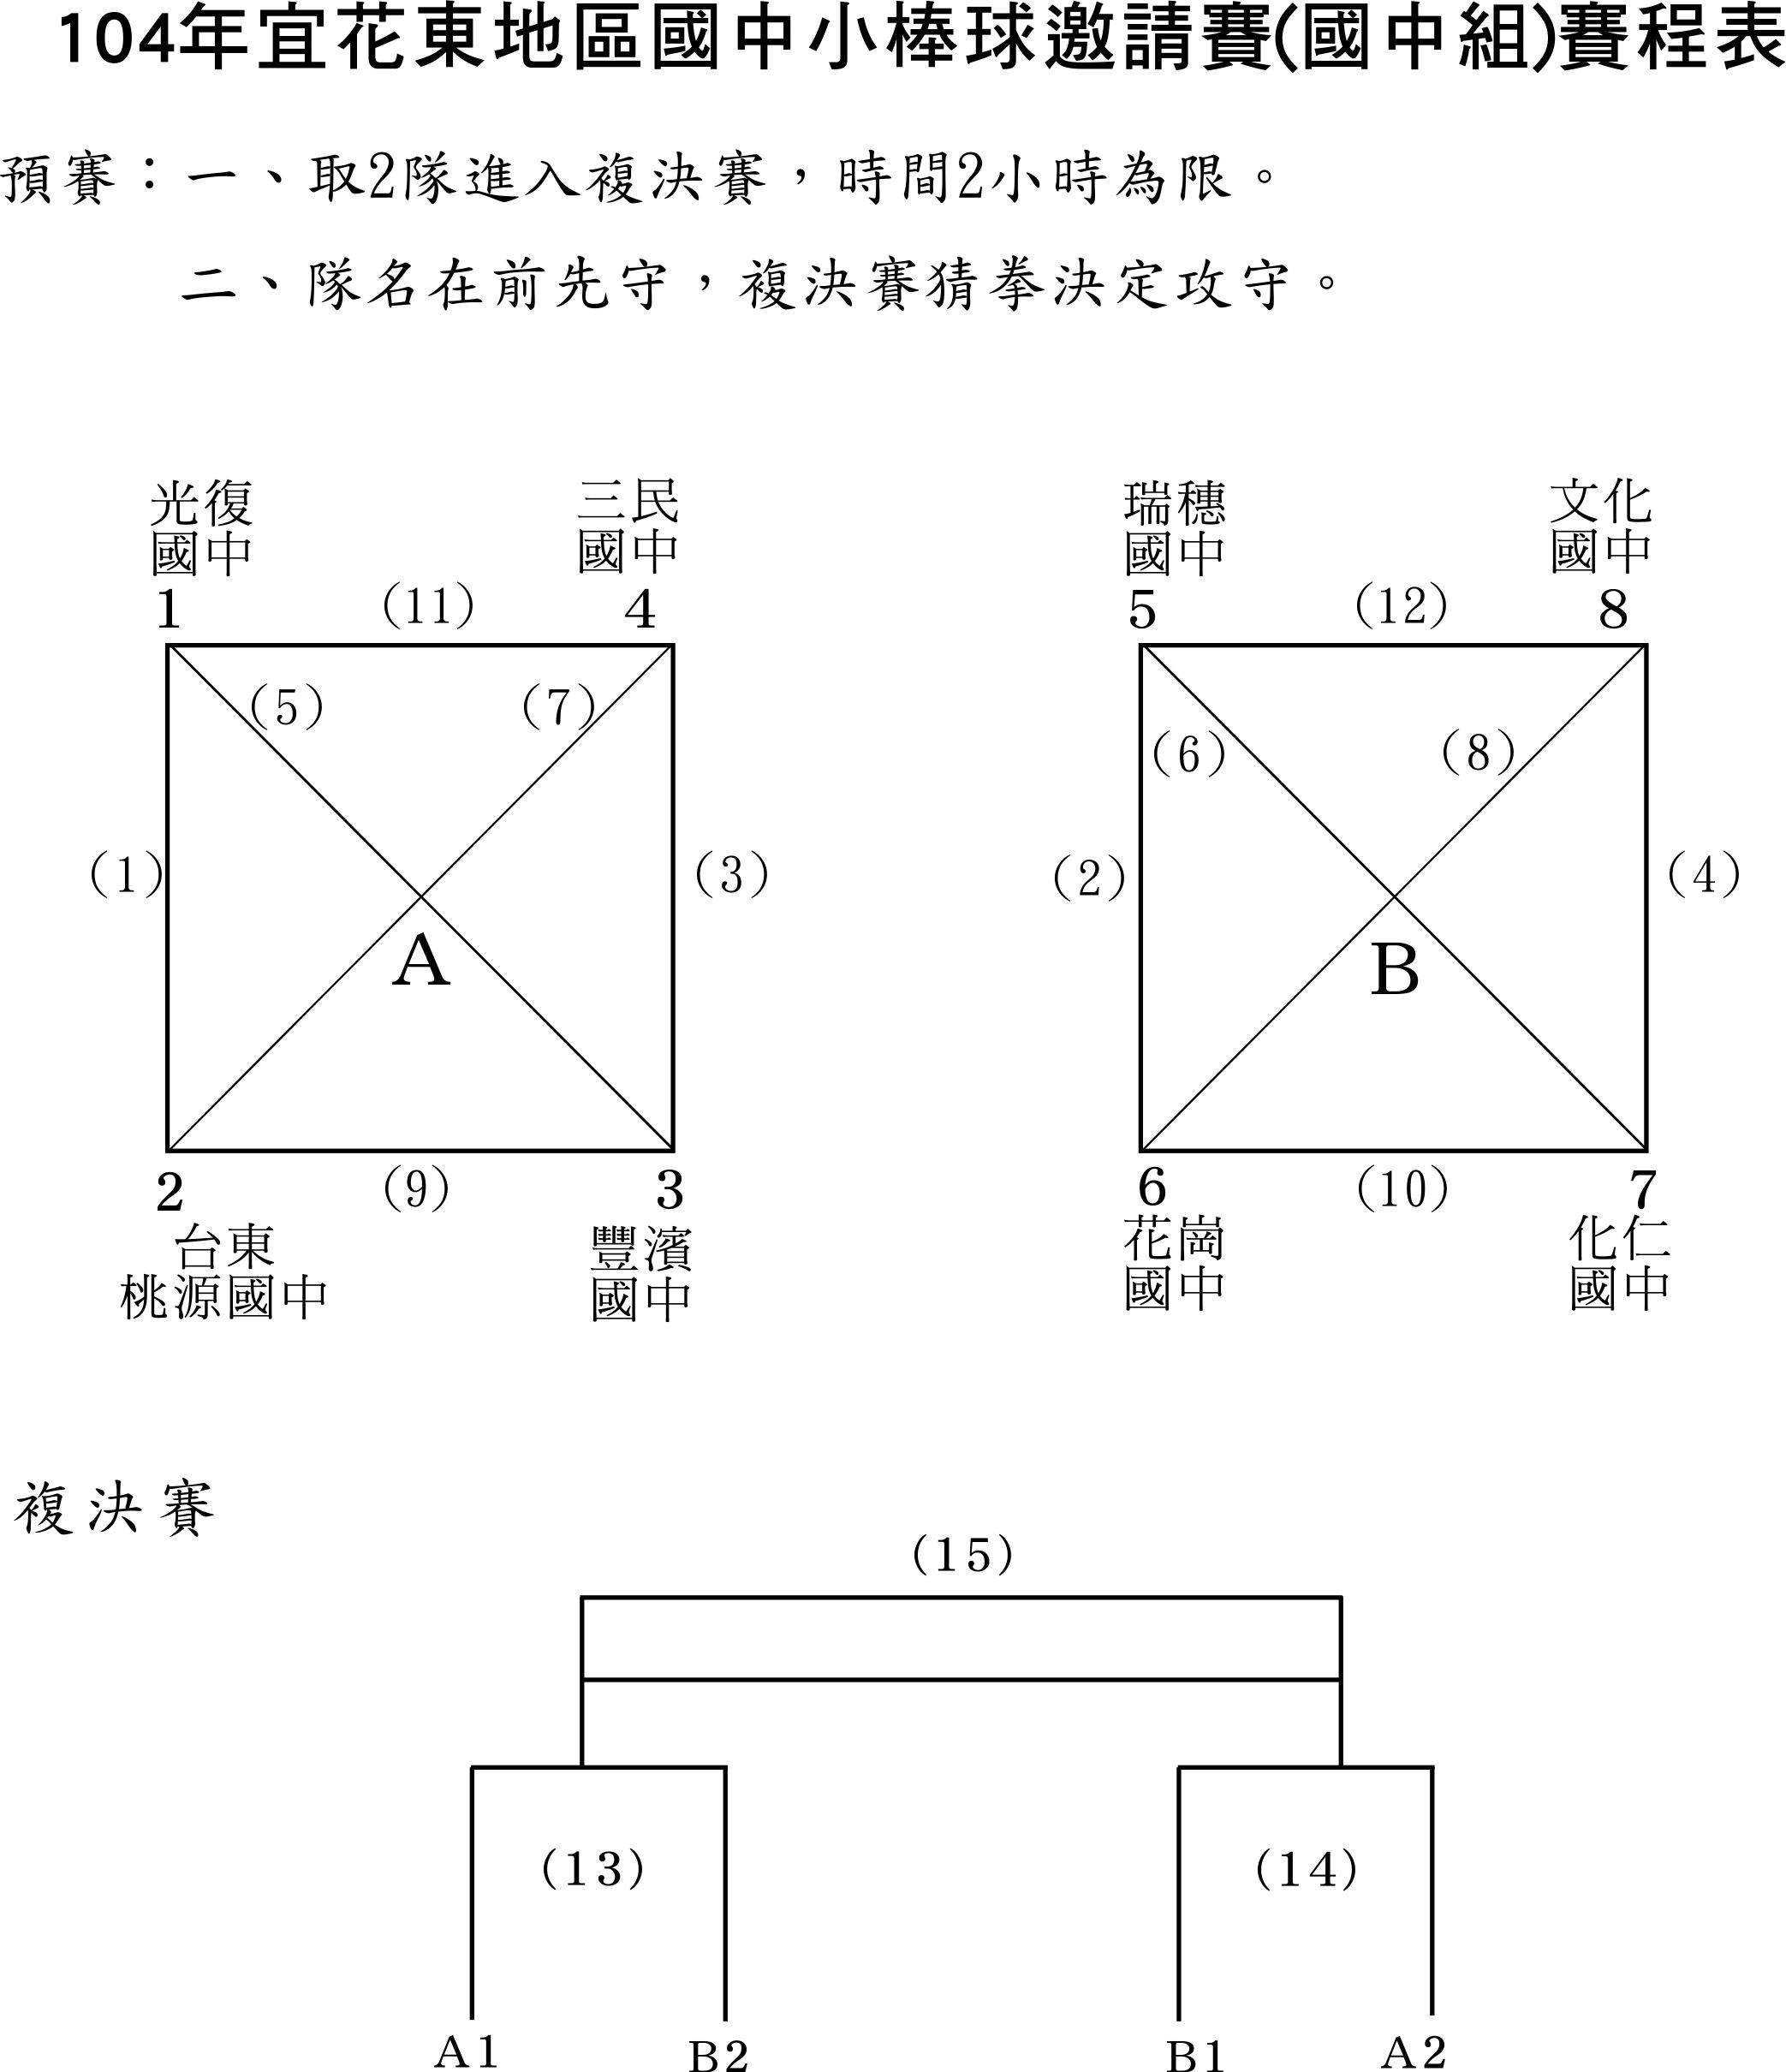 104年宜花東地區國中小棒球邀請賽(國中組)賽程表
預賽：一、取2隊進入複決賽，時間2小時為限。
二、隊名在前先守，複決賽猜拳決定攻守。
光復
國中
1
(11)
三民
國中
4
(5)
(7)
(1)
(3)
A
2
台東
桃源國中
(9)
3
豐濱
國中
瑞穗
國中
5
(12)
文化
國中
8
(6)
(8)
(2)
(4)
B
6
花崗
國中
(10)
7
化仁
國中
複決賽
(15)
(13)
(14)
A1
B2
B1
A2